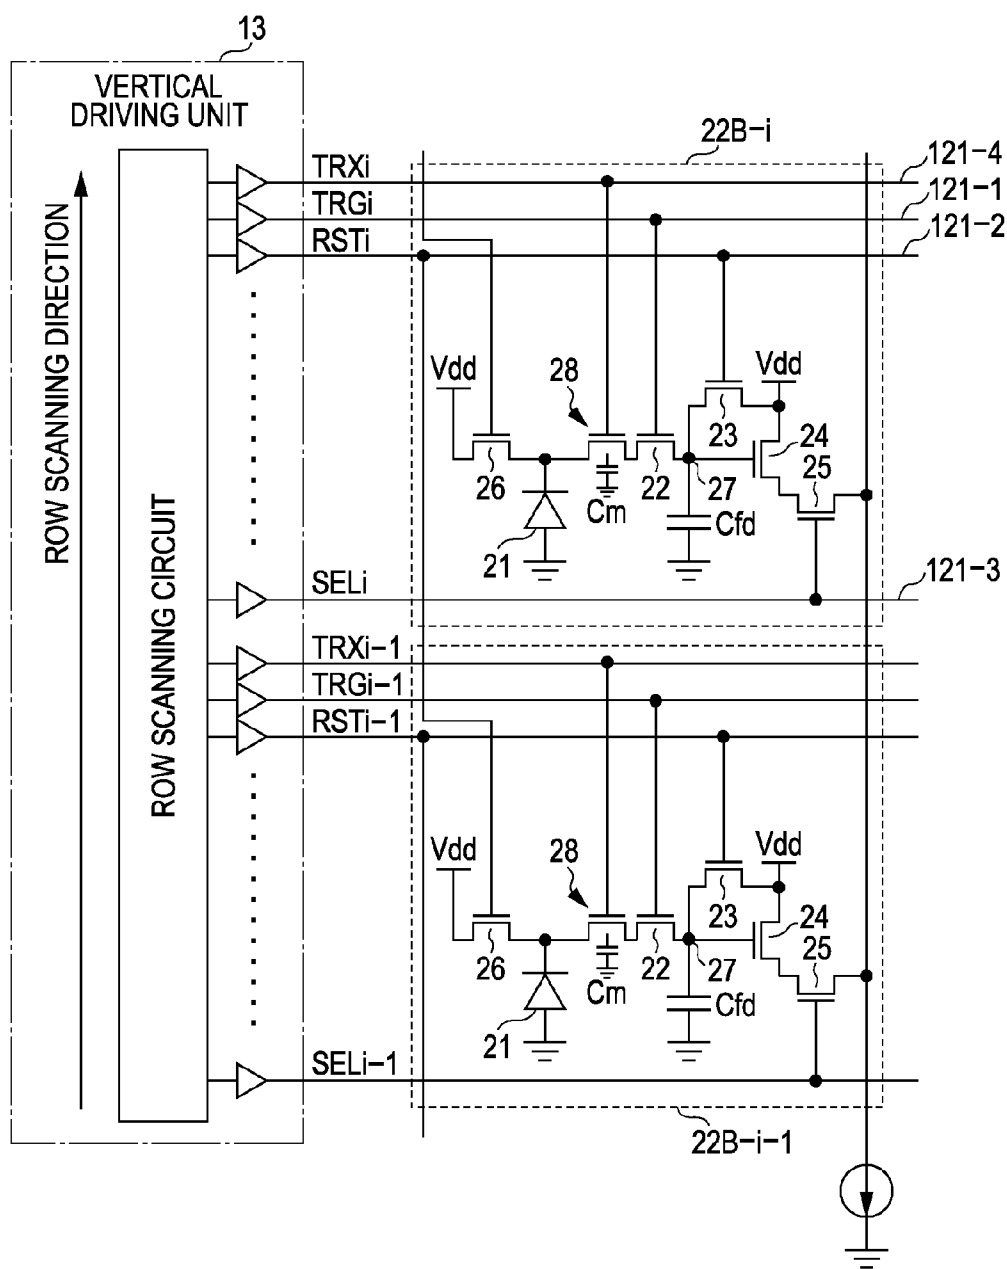 13
VERTICAL
DRIVING UNIT
22B-i
TRXi
121-4
TRGi
121-1
RSTi
121-2
ROW SCANNING DIRECTION
ROW SCANNING CIRCUIT
Vdd
28
Vdd
23
24
25
26
22
27
Cm
Cfd
21
SELi
121-3
TRXi-1
TRGi-1
RSTi-1
Vdd
28
Vdd
23
24
25
26
22
27
Cm
Cfd
21
SELi-1
22B-i-1